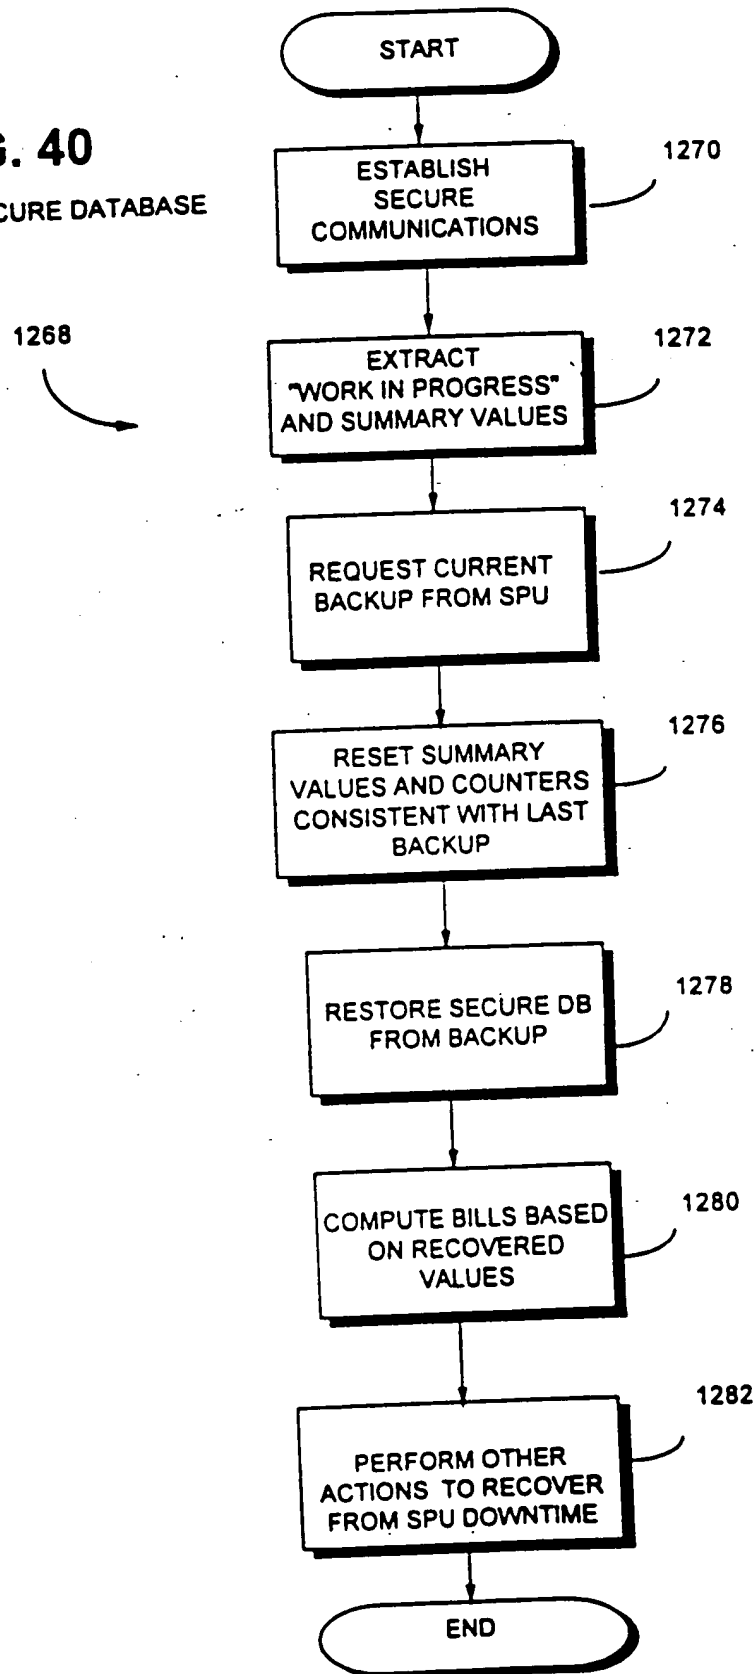 START
. 40
CURE DATABASE
1268
1270
ESTABLISH
SECURE
COMMUNICATIONS
1272
EXTRACT
"WORK IN PROGRESS"
AND SUMMARY VALUES
1274
REQUEST CURRENT
BACKUP FROM SPU
1276
RESET SUMMARY
VALUES AND COUNTERS
CONSISTENT WITH LAST
BACKUP
1278
RESTORE SECURE DB
FROM BACKUP
1280
COMPUTE BILLS BASED
ON RECOVERED
VALUES
1282
PERFORM OTHER
ACTIONS TO RECOVER
FROM SPU DOWNTIME
END